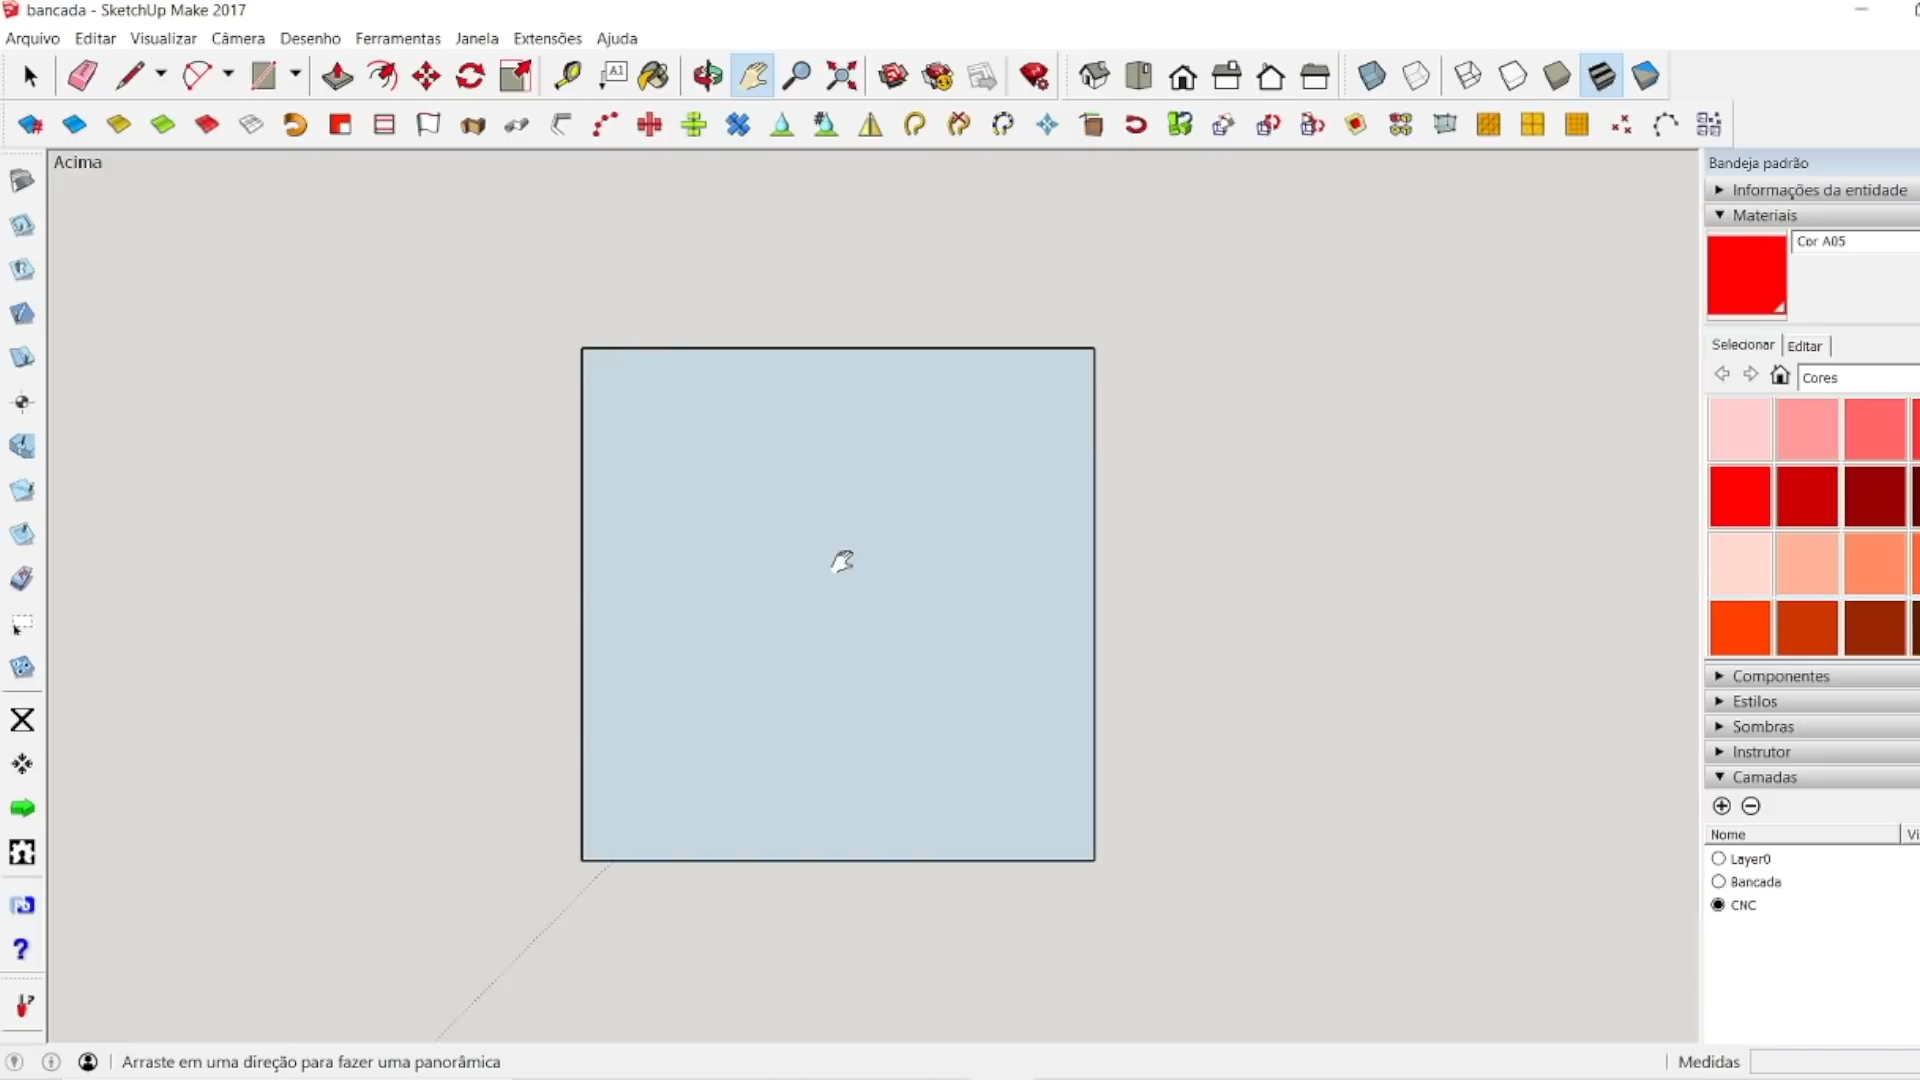 bancada - SketchUp Make 2017
Arquivo Editar Visualizar Câmera Desenho Ferramentas Janela Extensões Ajuda
A1
Acima
Bandeja padrão
Informações da entidade
Materiais
Cor A05
Selecionar Editar
Cores
Componentes
Estilos
Sombras
Instrutor
Camadas
Nome Vi
Layer0
Bancada
CNC
?
Arraste em uma direção para fazer uma panorâmica
Medidas